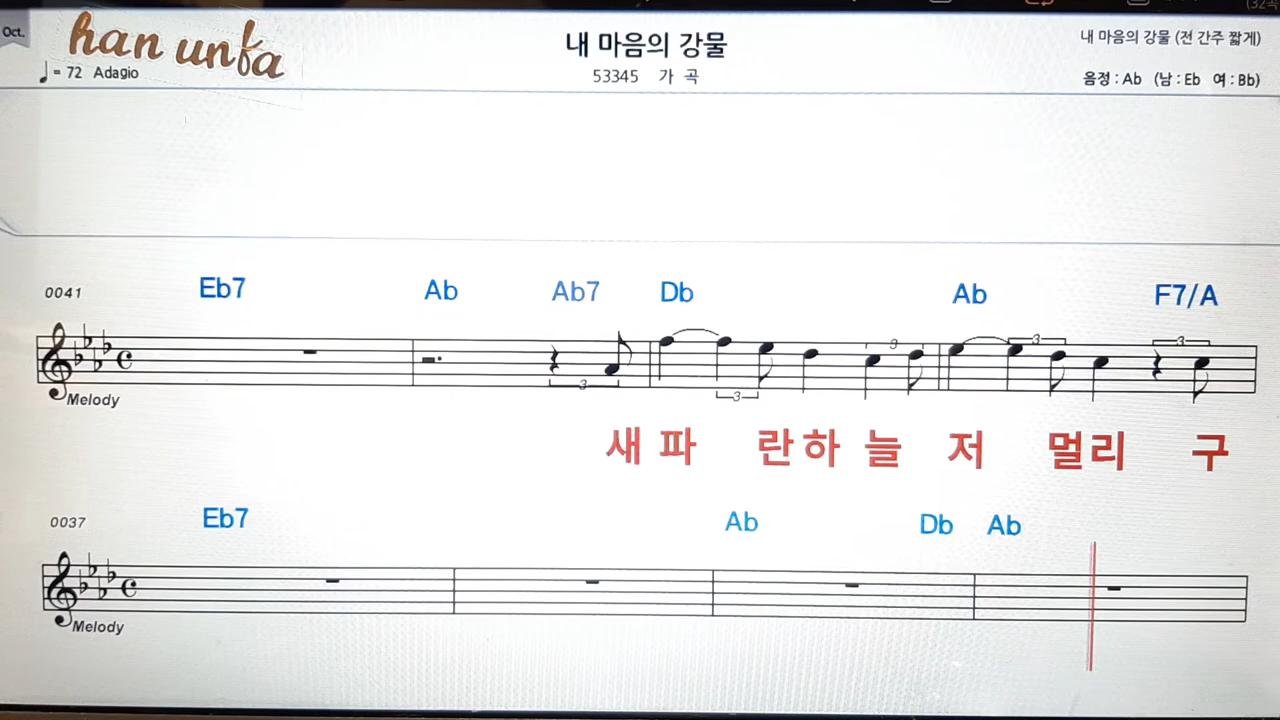 Oct.
han unfa
내 마음의 강물
내 마음의 강물 (전 간주 짧게)
= 72 Adagio
53345 가 곡
음정 : Ab (남 : Eb 여 : Bb)
0041
Eb7 Ab Ab7 Db Ab F7/A
3 3 3 3 3
Melody
새 파 란 하 늘 저 멀 리 구
0037
Eb7 Ab Db Ab
Melody